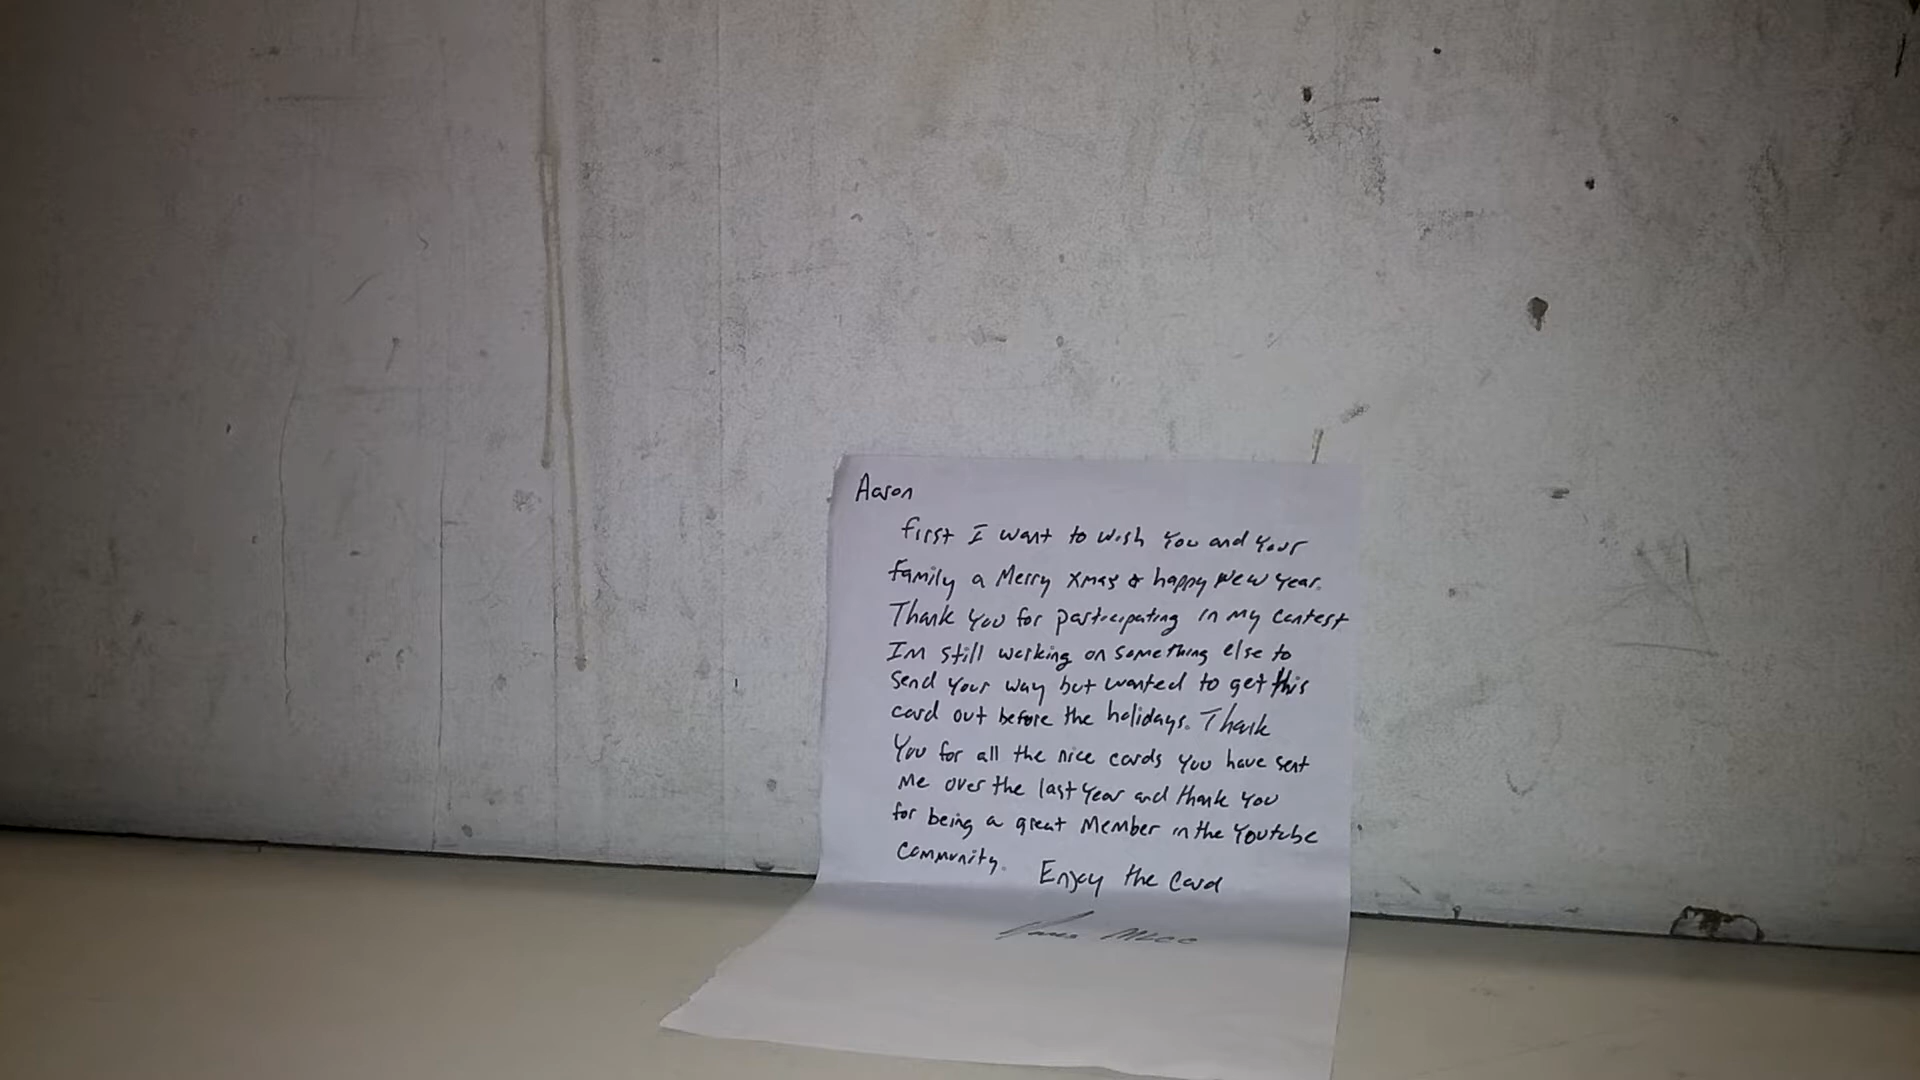 Aaron
first I want to wish You and Your
family a Merry Xmas & happy New Year.
Thank You for participating in My Contest
Im still working on something else to
send Your way but wanted to get this
card out before the holidays. Thank
You for all the nice cards You have sent
Me over the last Year and thank You
for being a great Member in the Youtube
Community.
Enjoy the Card